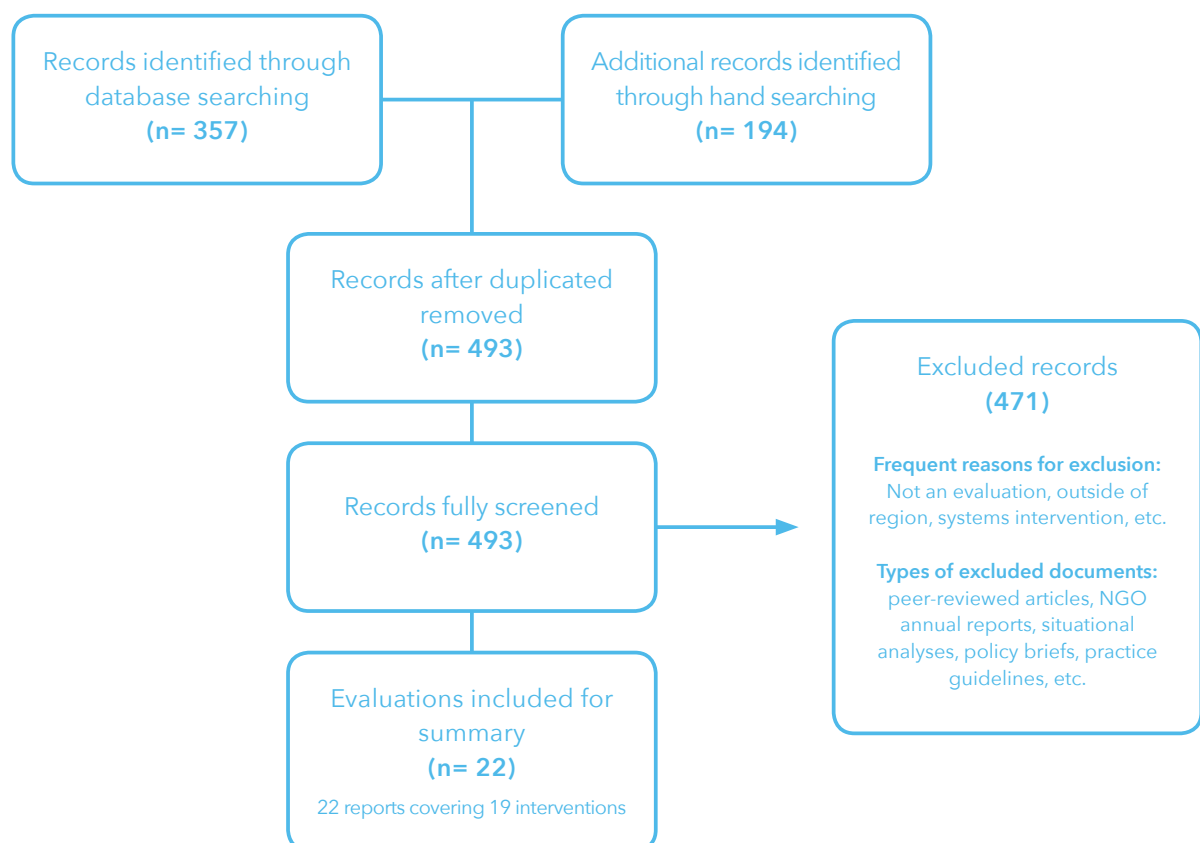 Records identified through
database searching
(n= 357)
Additional records identified
through hand searching
(n= 194)
Records after duplicated
removed
(n= 493)
Records fully screened
(n= 493)
Excluded records
(471)
Frequent reasons for exclusion:
Not an evaluation, outside of
region, systems intervention, etc.
Types of excluded documents:
peer-reviewed articles, NGO
annual reports, situational
analyses, policy briefs, practice
guidelines, etc.
Evaluations included for
summary
(n= 22)
22 reports covering 19 interventions